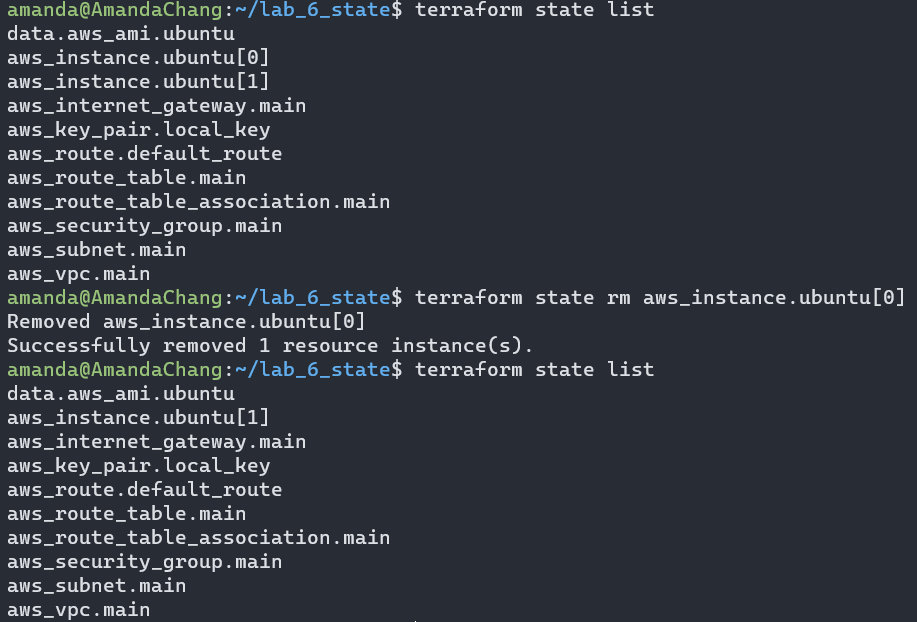 amanda@AmandaChang:~/lab_6_state$ terraform state list
data.aws_ami.ubuntu
aws_instance.ubuntu[0]
aws_instance.ubuntu[1]
aws_internet_gateway.main
aws_key_pair.local_key
aws_route.default_route
aws_route_table.main
aws_route_table_association.main
aws_security_group.main
aws_subnet.main
aws_vpc.main
amanda@AmandaChang:~/lab_6_state$ terraform state rm aws_instance.ubuntu[0]
Removed aws_instance.ubuntu[0]
Successfully removed 1 resource instance(s).
amanda@AmandaChang:~/lab_6_state$ terraform state list
data.aws_ami.ubuntu
aws_instance.ubuntu[1]
aws_internet_gateway.main
aws_key_pair.local_key
aws_route.default_route
aws_route_table.main
aws_route_table_association.main
aws_security_group.main
aws_subnet.main
aws_vpc.main